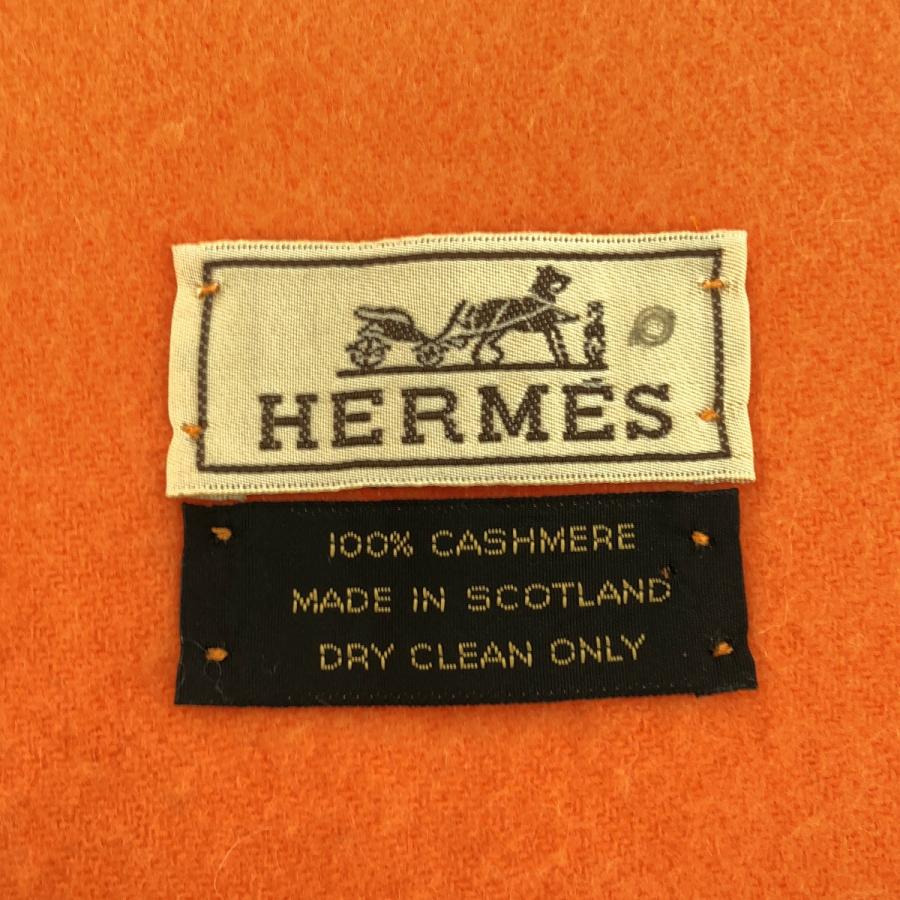 HERMÈS
100% CASHMERE
MADE IN SCOTLAND
DRY CLEAN ONLY